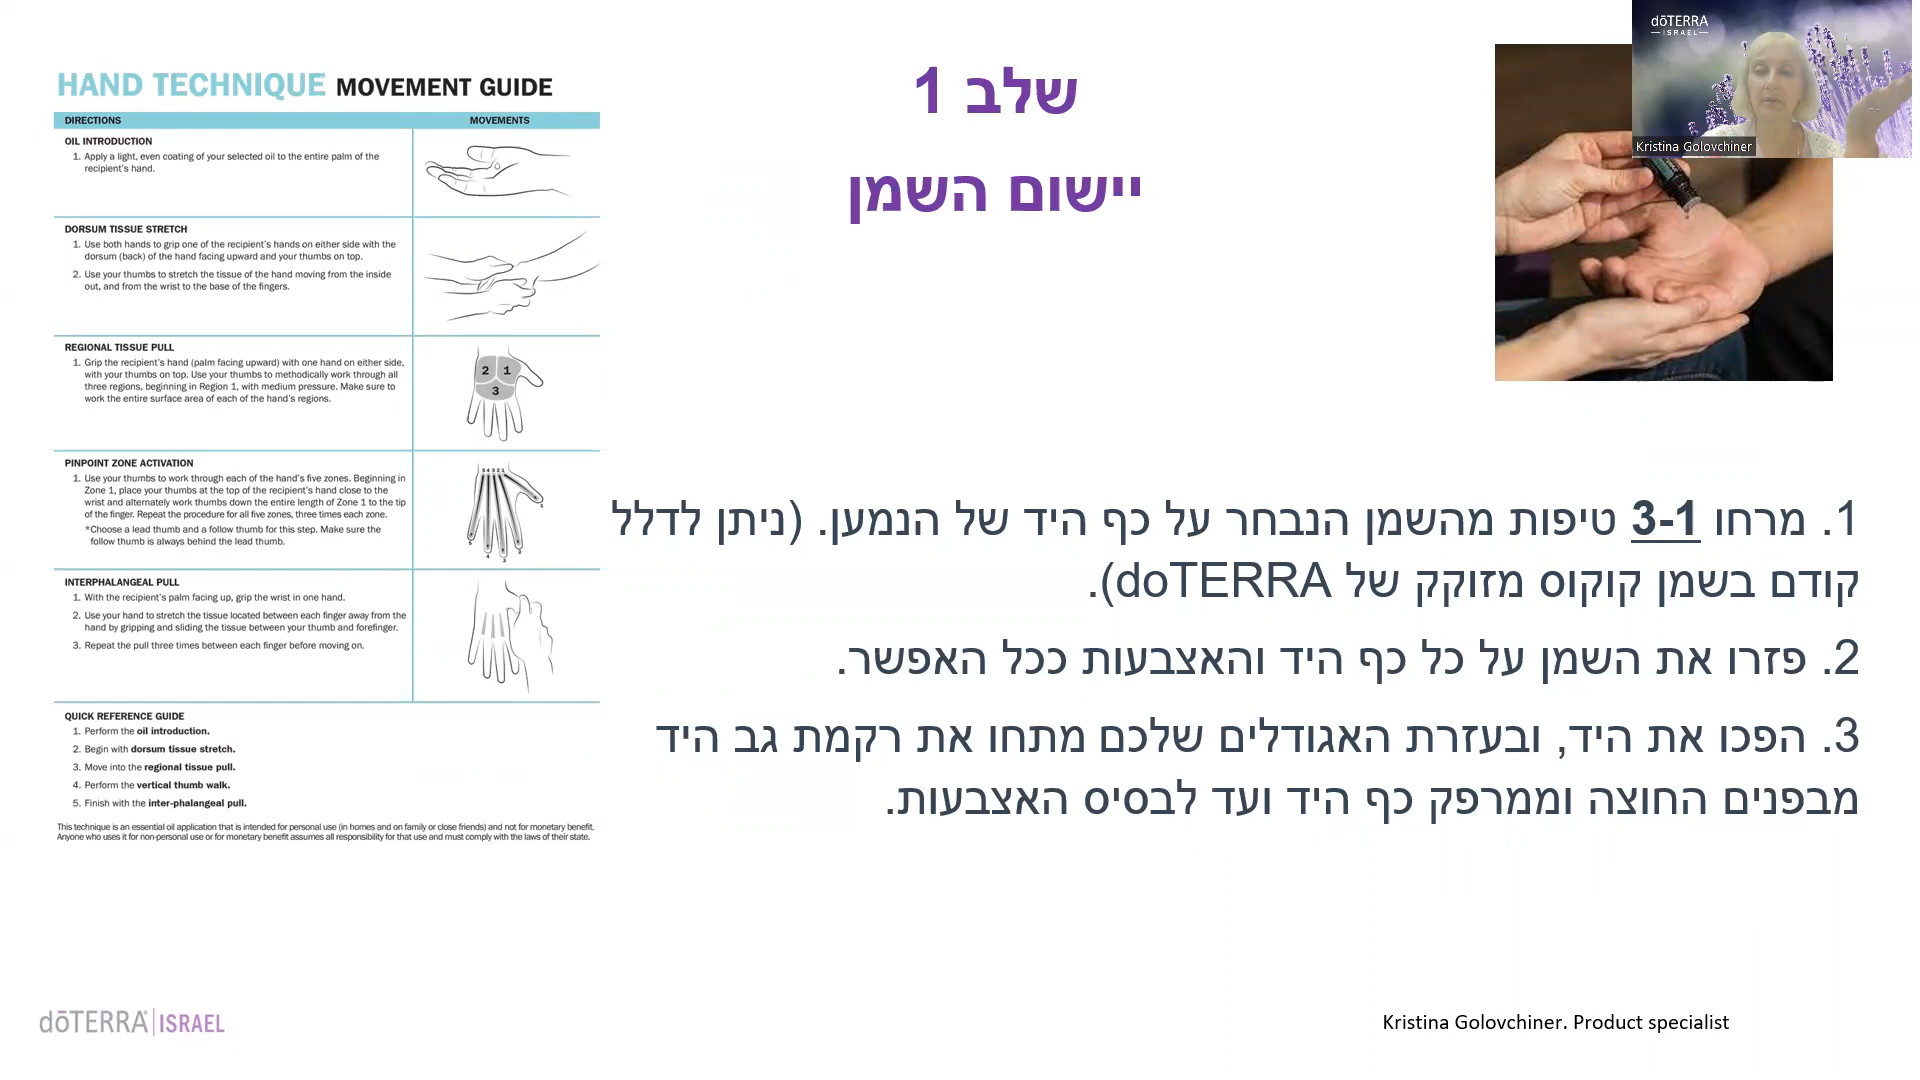 HAND TECHNIQUE MOVEMENT GUIDE
DIRECTIONS MOVEMENTS
OIL INTRODUCTION
1. Apply a light, even coating of your selected oil to the entire palm of the
recipient's hand.
DORSUM TISSUE STRETCH
1. Use both hands to grip one of the recipient's hands on either side with the
dorsum (back) of the hand facing upward and your thumbs on top.
2. Use your thumbs to stretch the tissue of the hand moving from the inside
out, and from the wrist to the base of the fingers.
REGIONAL TISSUE PULL
1. Grip the recipient's hand (palm facing upward) with one hand on either side,
with your thumbs on top. Use your thumbs to methodically work through all
three regions, beginning in Region 1, with medium pressure. Make sure to
work the entire surface area of each of the hand's regions.
2 1
3
PINPOINT ZONE ACTIVATION
1. Use your thumbs to work through each of the hand's five zones. Beginning in
Zone 1, place your thumbs at the top of the recipient's hand close to the
wrist and alternately work thumbs down the entire length of Zone 1 to the tip
of the finger. Repeat the procedure for all five zones, three times each zone.
*Choose a lead thumb and a follow thumb for this step. Make sure the
follow thumb is always behind the lead thumb.
5 4 3 2 1
1
5
2
4
3
INTERPHALANGEAL PULL
1. With the recipient's palm facing up, grip the wrist in one hand.
2. Use your hand to stretch the tissue located between each finger away from the
hand by gripping and sliding the tissue between your thumb and forefinger.
3. Repeat the pull three times between each finger before moving on.
QUICK REFERENCE GUIDE
1. Perform the oil introduction.
2. Begin with dorsum tissue stretch.
3. Move into the regional tissue pull.
4. Perform the vertical thumb walk.
5. Finish with the inter-phalangeal pull.
This technique is an essential oil application that is intended for personal use (in homes and on family or close friends) and not for monetary benefit.
Anyone who uses it for non-personal use or for monetary benefit assumes all responsibility for that use and must comply with the laws of their state.
שלב 1
יישום השמן
dōTERRA
ISRAEL
Kristina Golovchiner
1. מרחו 3-1 טיפות מהשמן הנבחר על כף היד של הנמען. (ניתן לדלל
קודם בשמן קוקוס מזוקק של doTERRA).
2. פזרו את השמן על כל כף היד והאצבעות ככל האפשר.
3. הפכו את היד, ובעזרת האגודלים שלכם מתחו את רקמת גב היד
מבפנים החוצה וממרפק כף היד ועד לבסיס האצבעות.
dōTERRA ISRAEL
Kristina Golovchiner. Product specialist